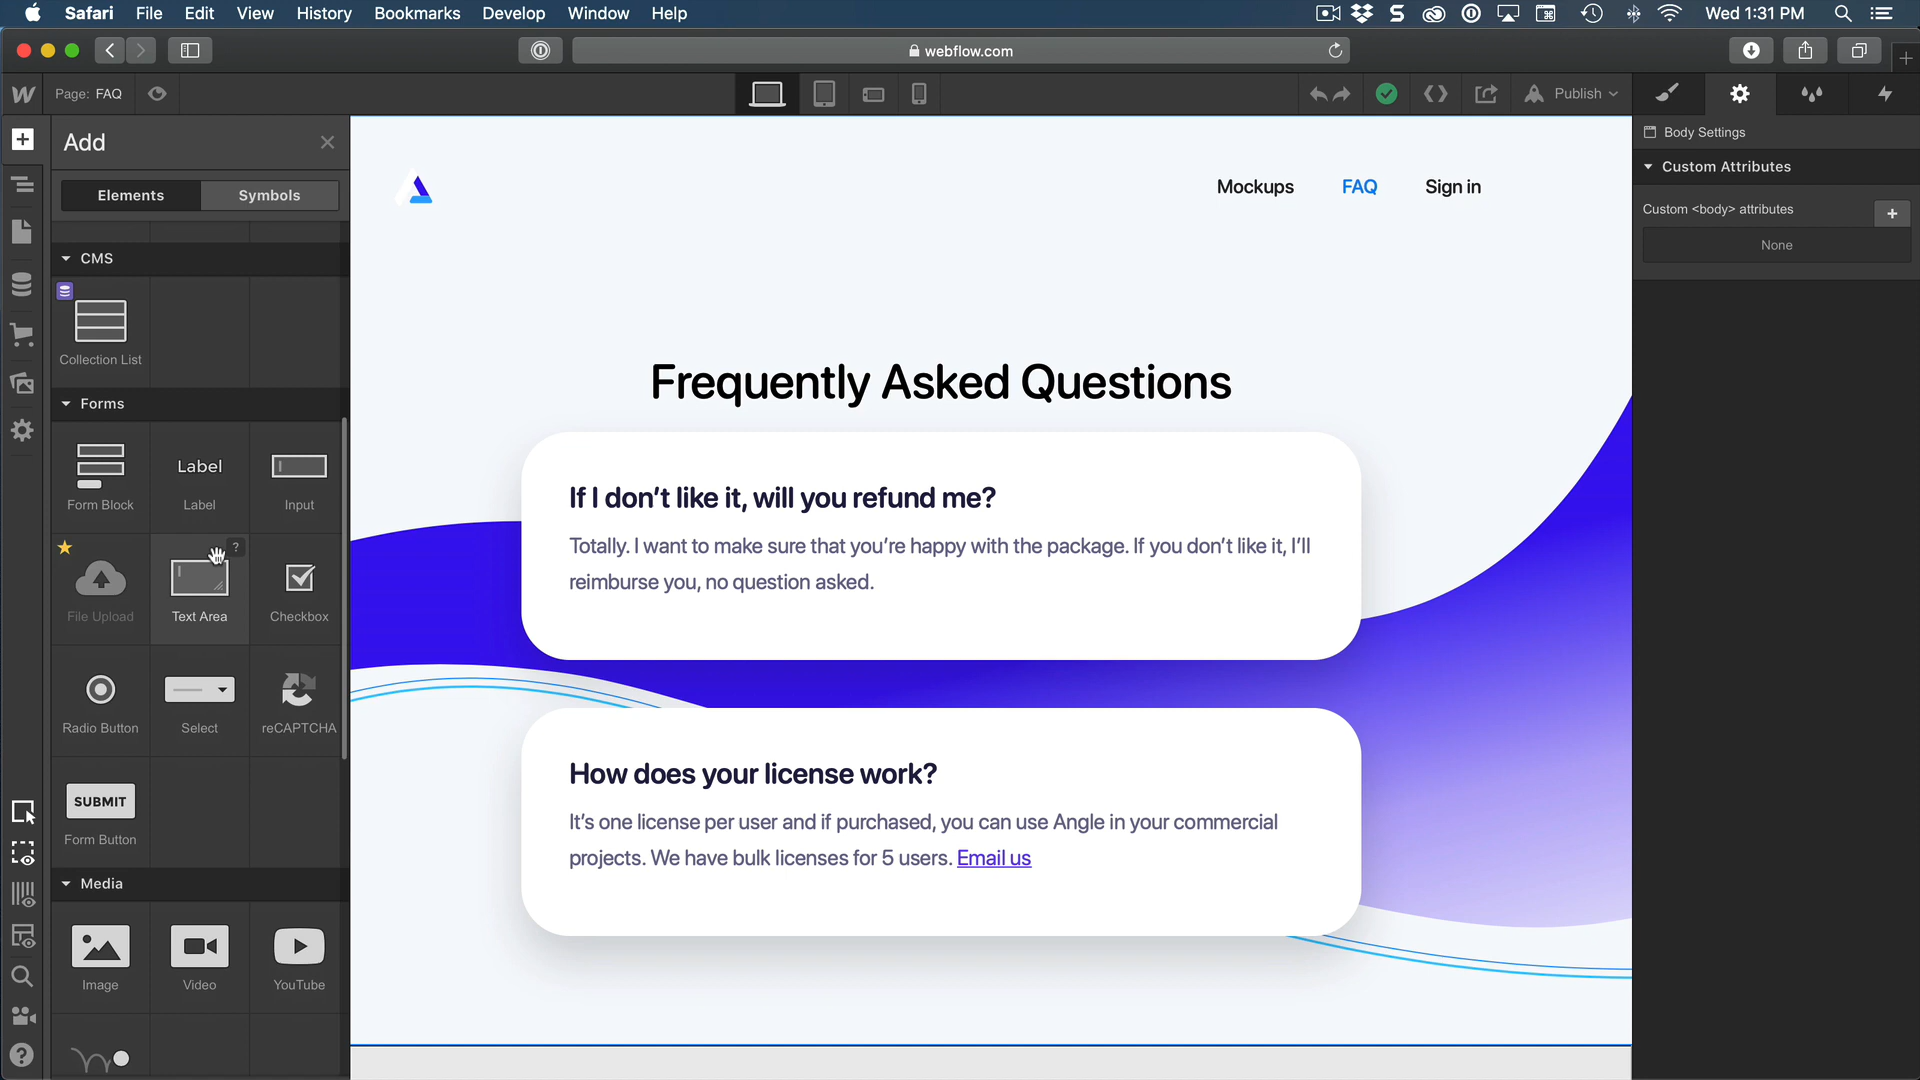 Safari File Edit View History Bookmarks Develop Window Help
Wed 1:31 PM
webflow.com
Page: FAQ
Publish
Add
Elements Symbols
CMS
Collection List
Forms
Label
Form Block Label Input
?
File Upload Text Area Checkbox
Radio Button Select reCAPTCHA
SUBMIT
Form Button
Media
Image Video YouTube
Mockups FAQ Sign in
Frequently Asked Questions
If I don’t like it, will you refund me?
Totally. I want to make sure that you’re happy with the package. If you don’t like it, I’ll
reimburse you, no question asked.
How does your license work?
It’s one license per user and if purchased, you can use Angle in your commercial
projects. We have bulk licenses for 5 users. Email us
Body Settings
Custom Attributes
Custom <body> attributes
None